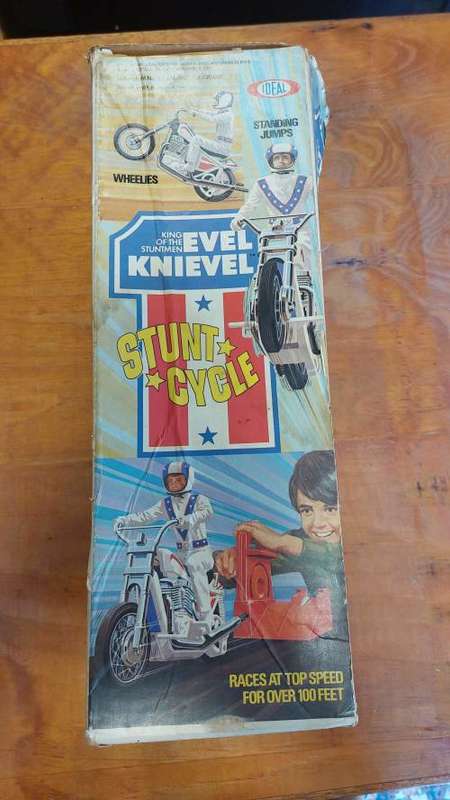 IDEAL
STANDING
JUMPS
WHEELIES
KING
OF THE
STUNTMEN
EVEL
KNIEVEL
STUNT
CYCLE
RACES AT TOP SPEED
FOR OVER 100 FEET